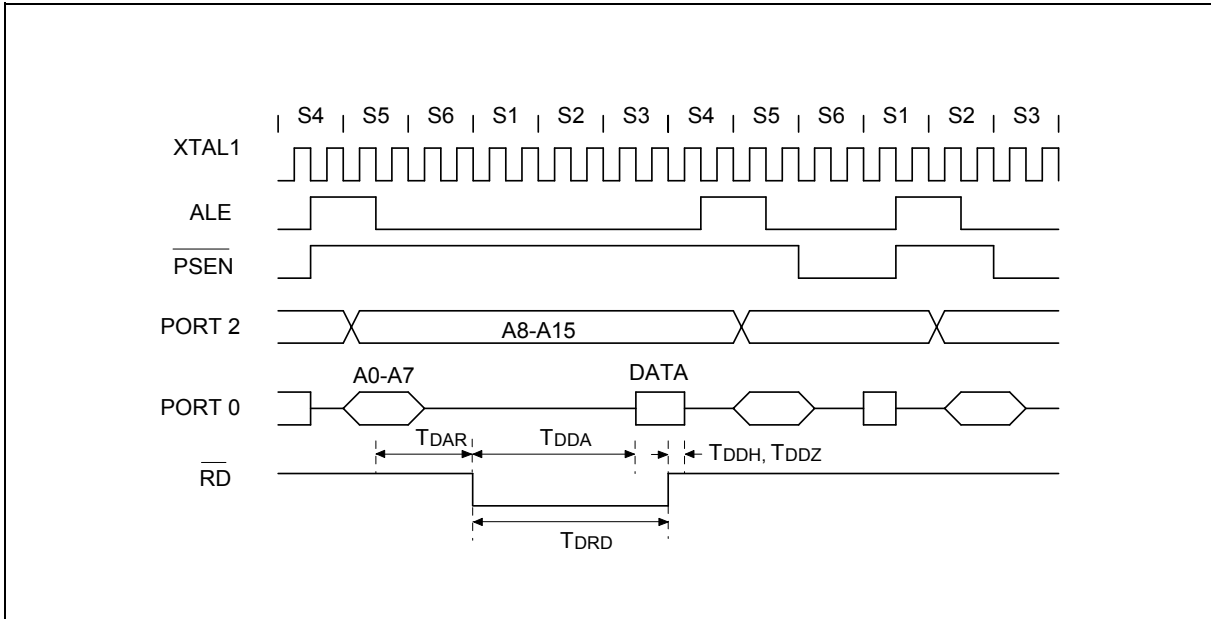 S4 S5 S6 S1 S2 S3 S4 S5 S6 S1 S2 S3
XTAL1
ALE
PSEN
PORT 2
A8-A15
A0-A7
DATA
PORT 0
TDAR
TDDA
TDDH, TDDZ
RD
TDRD